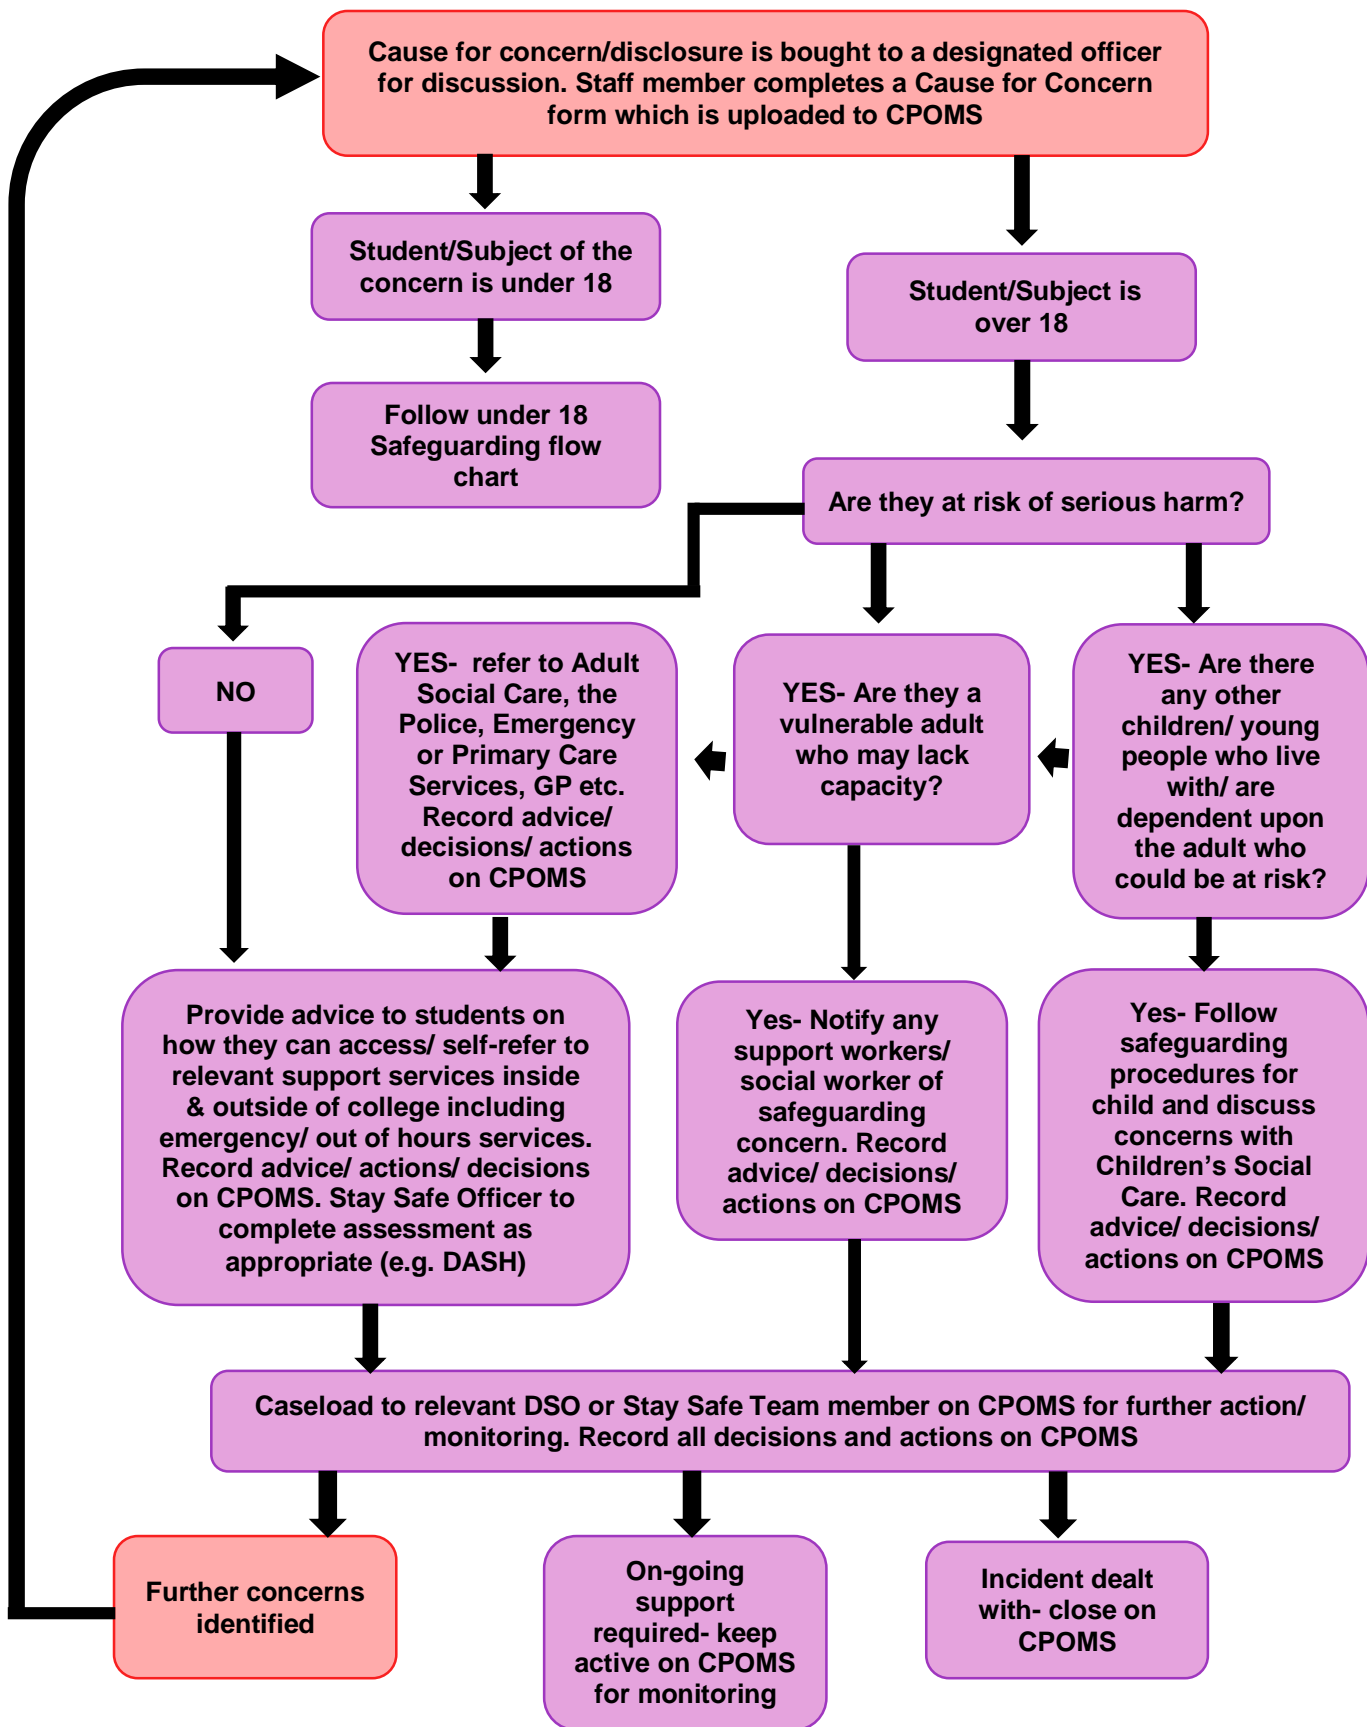 Cause for concern/disclosure is bought to a designated officer
for discussion. Staff member completes a Cause for Concern
form which is uploaded to CPOMS
Student/Subject of the
concern is under 18
Student/Subject is
over 18
Follow under 18
Safeguarding flow
chart
Are they at risk of serious harm?
NO
YES- refer to Adult
Social Care, the
Police, Emergency
or Primary Care
Services, GP etc.
Record advice/
decisions/ actions
on CPOMS
YES- Are they a
vulnerable adult
who may lack
capacity?
YES- Are there
any other
children/ young
people who live
with/ are
dependent upon
the adult who
could be at risk?
Provide advice to students on
how they can access/ self-refer to
relevant support services inside
& outside of college including
emergency/ out of hours services.
Record advice/ actions/ decisions
on CPOMS. Stay Safe Officer to
complete assessment as
appropriate (e.g. DASH)
Yes- Notify any
support workers/
social worker of
safeguarding
concern. Record
advice/ decisions/
actions on CPOMS
Yes- Follow
safeguarding
procedures for
child and discuss
concerns with
Children’s Social
Care. Record
advice/ decisions/
actions on CPOMS
Caseload to relevant DSO or Stay Safe Team member on CPOMS for further action/
monitoring. Record all decisions and actions on CPOMS
Further concerns
identified
On-going
support
required- keep
active on CPOMS
for monitoring
Incident dealt
with- close on
CPOMS